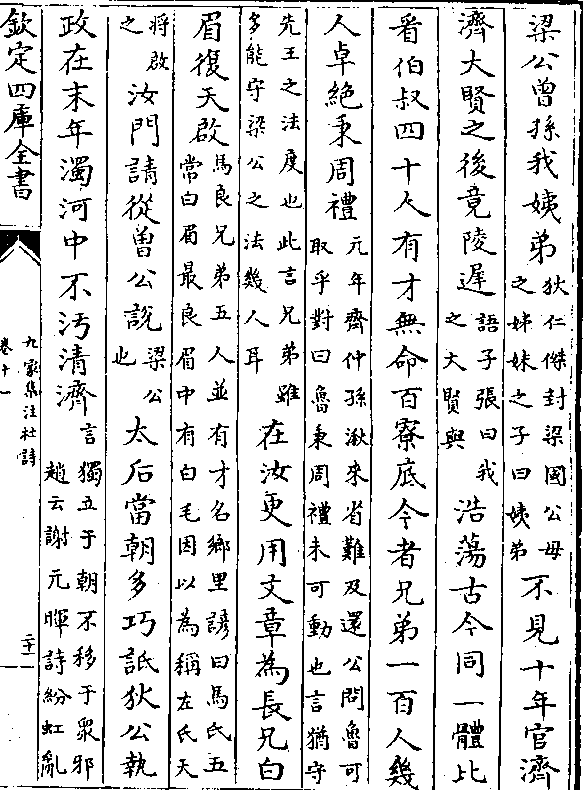 梁公曾孫我姨弟狄仁傑封梁國公母之姊妹之子曰姨弟不見十年官濟
濟大賢之後竟陵遲語子張曰我之大賢與浩蕩古今同一體比
看伯叔四十人有才無命百寮底今者兄弟一百人幾
人卓絶秉周禮元年齊仲孫湫來省難及還公問魯可取乎對曰魯秉周禮未可動也言猶守
先王之法度也此言兄弟雖多能守梁公之法幾人耳在汝更用文章為長兄白
眉復天啟馬良兄弟五人並有才名鄉里諺曰馬氏五常白眉最良眉中有白毛因以為稱左氏天
將啟之汝門請從曾公說梁公也太后當朝多巧詆狄公執
政在末年濁河中不汚清濟言獨立于朝不移于衆邪趙云謝元暉詩紛虹亂
欽定四庫全書
九家集注杜詩
卷十一
二十一